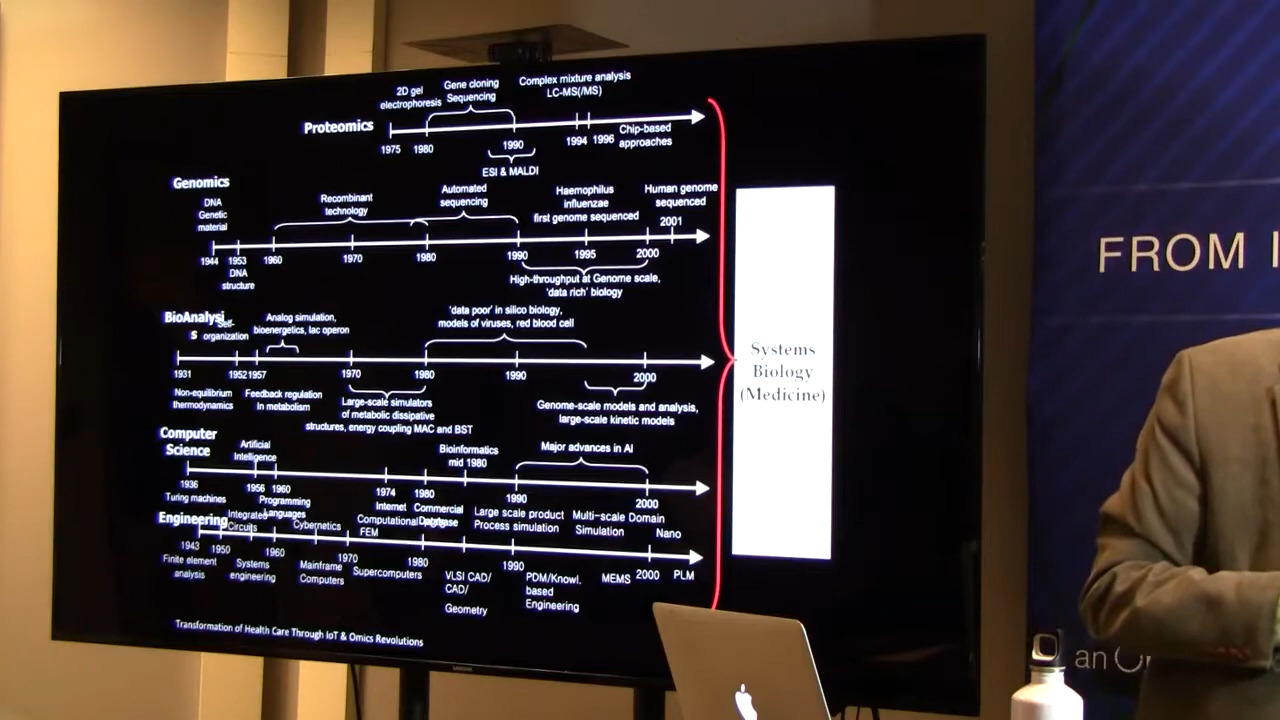 2D gel
electrophoresis
Gene cloning
Sequencing
Complex mixture analysis
LC-MS(/MS)
Proteomics
1975 1980 1990 1994 1996
Chip-based
approaches
ESI & MALDI
Genomics
DNA
Genetic
material
Recombinant
technology
Automated
sequencing
Haemophilus
influenzae
first genome sequenced
Human genome
sequenced
2001
1944 1953 1960 1970 1980 1990 1995 2000
DNA
structure
High-throughput at Genome scale,
'data rich' biology
BioAnalysi
s
Self-
organization
Analog simulation,
bioenergetics, lac operon
'data poor' in silico biology,
models of viruses, red blood cell
1931 1952 1957 1970 1980 1990 2000
Non-equilibrium
thermodynamics
Feedback regulation
In metabolism
Large-scale simulators
of metabolic dissipative
structures, energy coupling MAC and BST
Genome-scale models and analysis,
large-scale kinetic models
Computer
Science
Artificial
Intelligence
Bioinformatics
mid 1980
Major advances in AI
1936 1956 1960 1974 1980 1990 2000
Turing machines
Programming
Languages
Internet
Commercial
Database
Engineering
Integrated
Circuits
Cybernetics
Computational
FEM
Large scale product
Process simulation
Multi-scale Domain
Simulation
Nano
1943 1950 1960 1970 1980 1990 2000
Finite element
analysis
Systems
engineering
Mainframe
Computers
Supercomputers
VLSI CAD/
CAD/
Geometry
PDM/Knowl.
based
Engineering
MEMS
PLM
Transformation of Health Care Through IoT & Omics Revolutions
Systems
Biology
(Medicine)
SAMSUNG
FROM
an